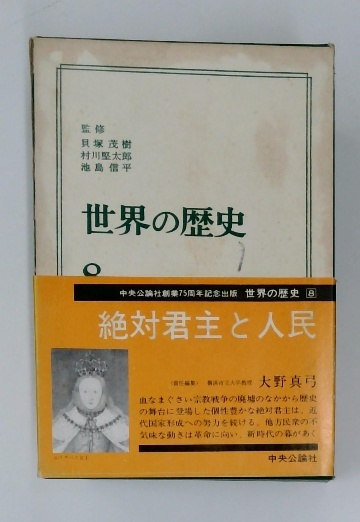 監修
貝塚茂樹
村川堅太郎
池島信平
世界の歴史
8
中央公論社創業75周年記念出版 世界の歴史 8
絶対君主と人民
〈責任編集〉 横浜市立大学教授 大野真弓
血なまぐさい宗教戦争の廃墟のなかから歴史
の舞台に登場した個性豊かな絶対君主は、近
代国家形成への努力を続ける。地方民衆の不
気味な動きは革命に向い、新時代の幕があく
中央公論社